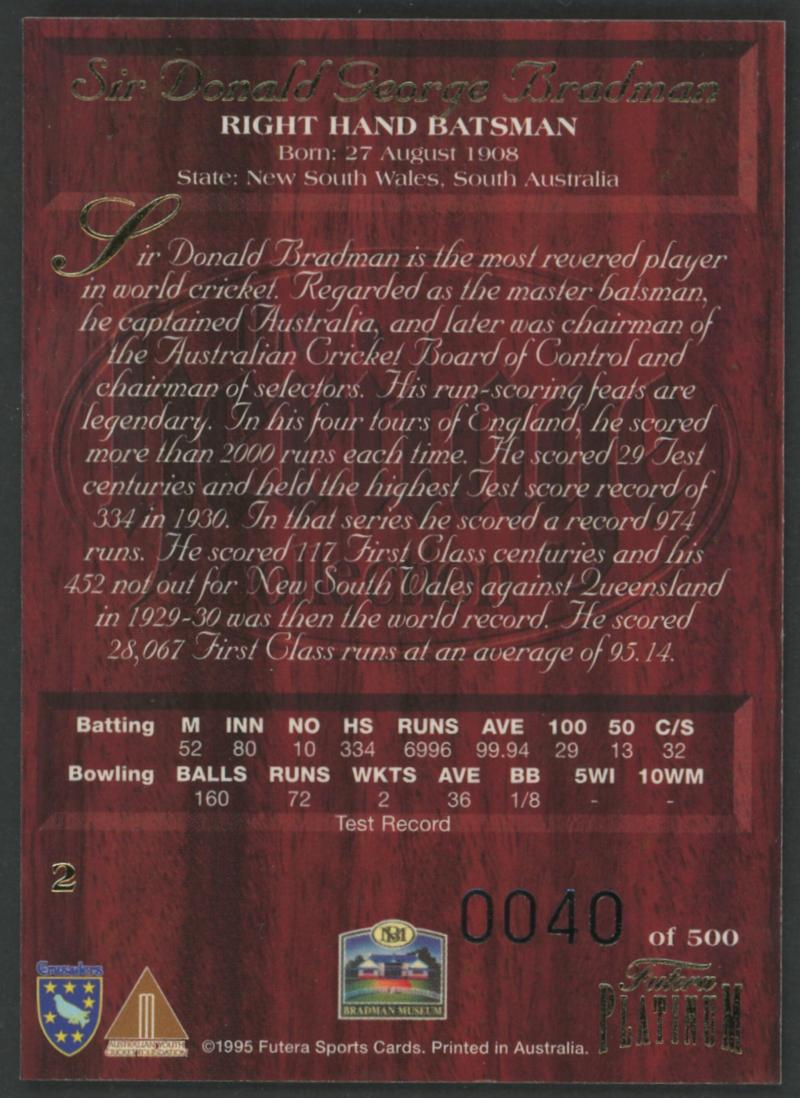 Sir Donald George Bradman
RIGHT HAND BATSMAN
Born: 27 August 1908
State: New South Wales, South Australia
Sir Donald Bradman is the most revered player
in world cricket. Regarded as the master batsman,
he captained Australia, and later was chairman of
the Australian Cricket Board of Control and
chairman of selectors. His run-scoring feats are
legendary. In his four tours of England, he scored
more than 2000 runs each time. He scored 29 Test
centuries and held the highest Test score record of
334 in 1930. In that series he scored a record 974
runs. He scored 117 First Class centuries and his
452 not out for New South Wales against Queensland
in 1929-30 was then the world record. He scored
28,067 First Class runs at an average of 95.14.
Heritage
Collection
Batting M INN NO HS RUNS AVE 100 50 C/S
52 80 10 334 6996 99.94 29 13 32
Bowling BALLS RUNS WKTS AVE BB 5WI 10WM
160 72 2 36 1/8 - -
Test Record
2
0040 of 500
Crusaders
AUSTRALIAN YOUTH
CRICKET FOUNDATION
BM
BRADMAN MUSEUM
Futera
PLATINUM
©1995 Futera Sports Cards. Printed in Australia.